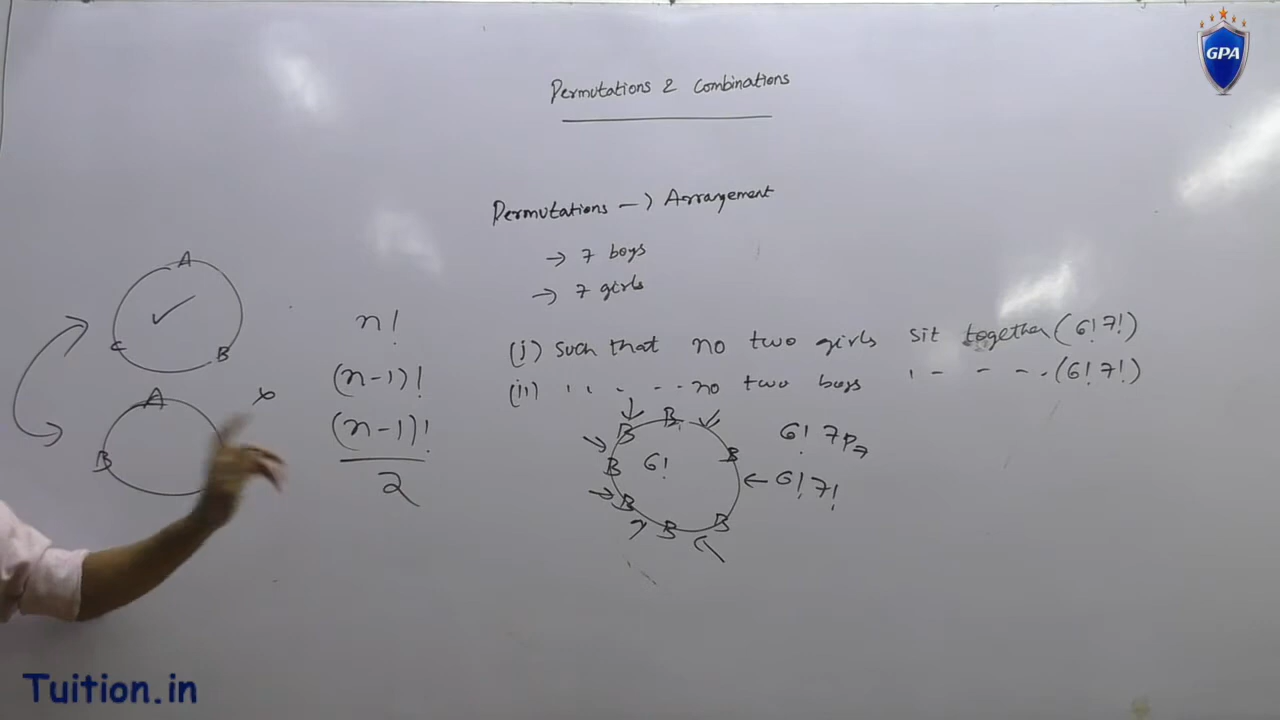 GPA
Permutations & Combinations
Permutations → Arrangement
→ 7 boys
→ 7 girls
(i) such that no two girls sit together (6! 7!)
(ii) '' '' - - - no two boys '' - - - . (6! 7!)
A
C
B
A
B
n!
(n-1)!
(n-1)!
2
B
B
B
B
B
B
B
6!
6! 7P7
6! 7!
Tuition.in